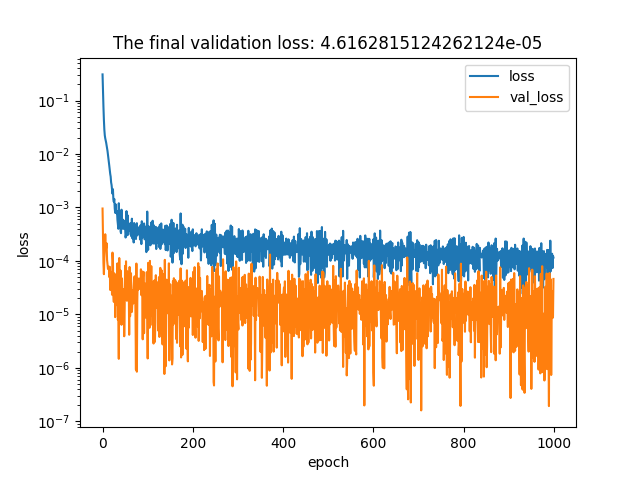 The final validation loss: 4.6162815124262124e-05
loss
val_loss
10⁻¹
10⁻²
10⁻³
10⁻⁴
10⁻⁵
10⁻⁶
10⁻⁷
loss
0 200 400 600 800 1000
epoch